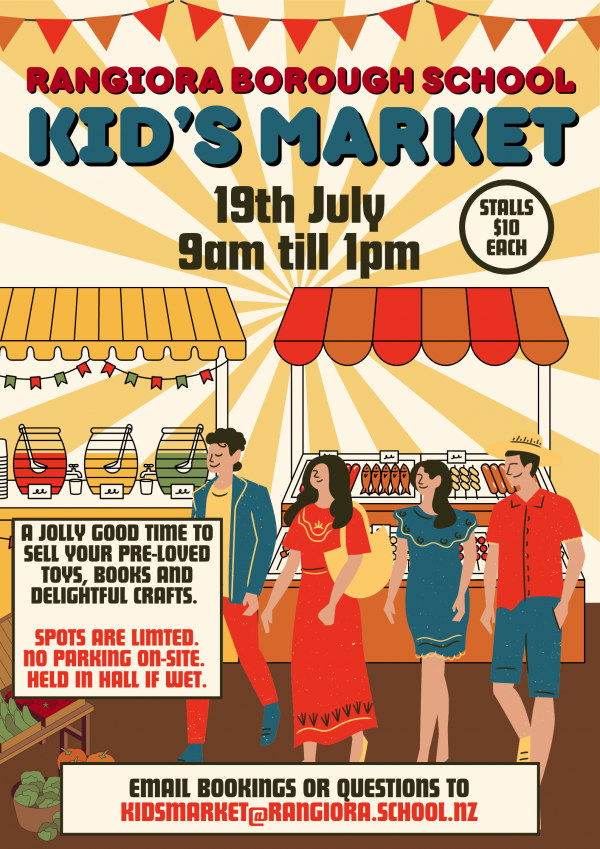 RANGIORA BOROUGH SCHOOL
KID'S MARKET
19th July
9am till 1pm
STALLS
$10
EACH
A JOLLY GOOD TIME TO
SELL YOUR PRE-LOVED
TOYS, BOOKS AND
DELIGHTFUL CRAFTS.
SPOTS ARE LIMTED.
NO PARKING ON-SITE.
HELD IN HALL IF WET.
EMAIL BOOKINGS OR QUESTIONS TO
KIDSMARKET@RANGIORA.SCHOOL.NZ